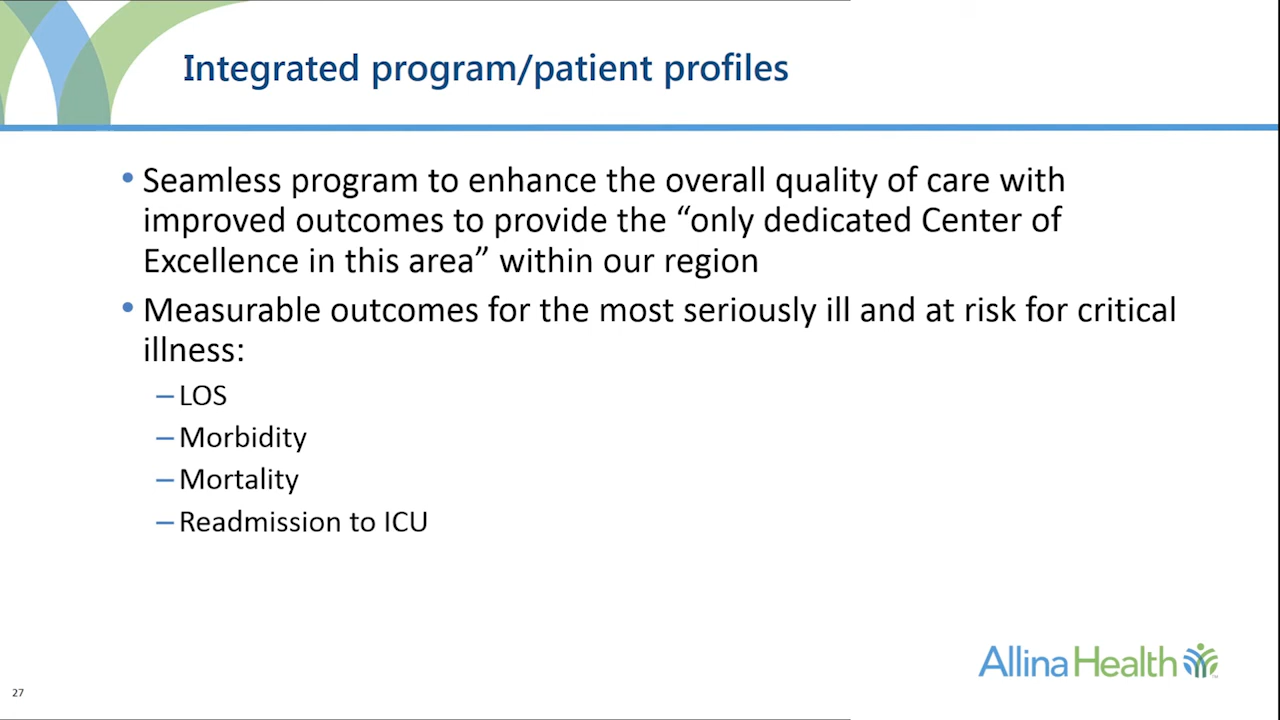 Integrated program/patient profiles
• Seamless program to enhance the overall quality of care with
improved outcomes to provide the “only dedicated Center of
Excellence in this area” within our region
• Measurable outcomes for the most seriously ill and at risk for critical
illness:
– LOS
– Morbidity
– Mortality
– Readmission to ICU
Allina Health ™
27